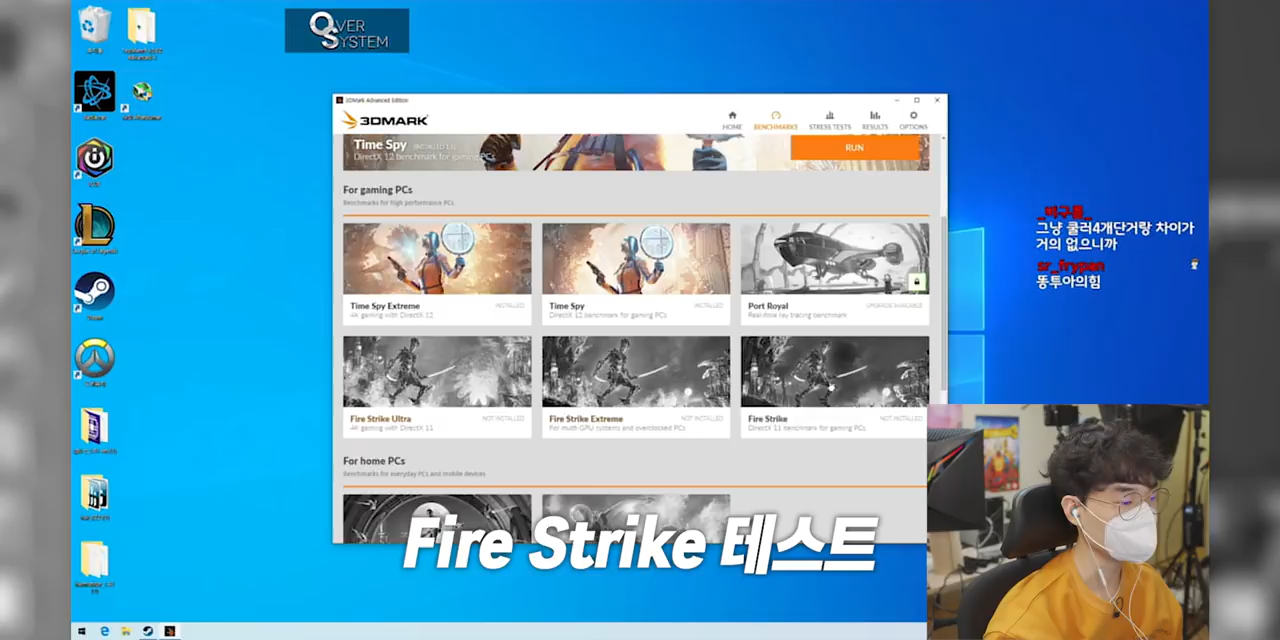 OVER
SYSTEM
3DMark Advanced Edition
3DMARK
HOME
BENCHMARKS
STRESS TESTS
RESULTS
OPTIONS
Time Spy
DirectX 12 benchmark for gaming PCs
RUN
For gaming PCs
Benchmarks for high performance PCs
Time Spy Extreme
INSTALLED
4K gaming with DirectX 12
Time Spy
INSTALLED
DirectX 12 benchmark for gaming PCs
Port Royal
UPGRADE AVAILABLE
Real-time ray tracing benchmark
Fire Strike Ultra
NOT INSTALLED
4K gaming with DirectX 11
Fire Strike Extreme
NOT INSTALLED
For multi-GPU systems and overclocked PCs
Fire Strike
NOT INSTALLED
DirectX 11 benchmark for gaming PCs
For home PCs
Benchmarks for everyday PCs and mobile devices
그냥 쿨러4개단거랑 차이가
거의 없으니까
sr_frypan
똥투아의힘
Fire Strike 테스트